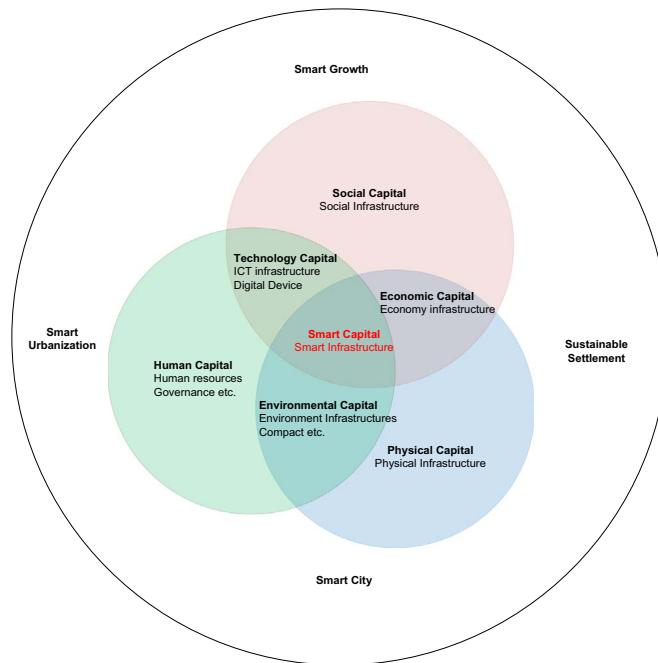 Smart Growth
Social Capital
Social Infrastructure
Technology Capital
ICT infrastructure
Digital Device
Economic Capital
Economy infrastructure
Smart
Urbanization
Smart Capital
Smart Infrastructure
Sustainable
Settlement
Human Capital
Human resources
Governance etc.
Environmental Capital
Environment Infrastructures
Compact etc.
Physical Capital
Physical Infrastructure
Smart City